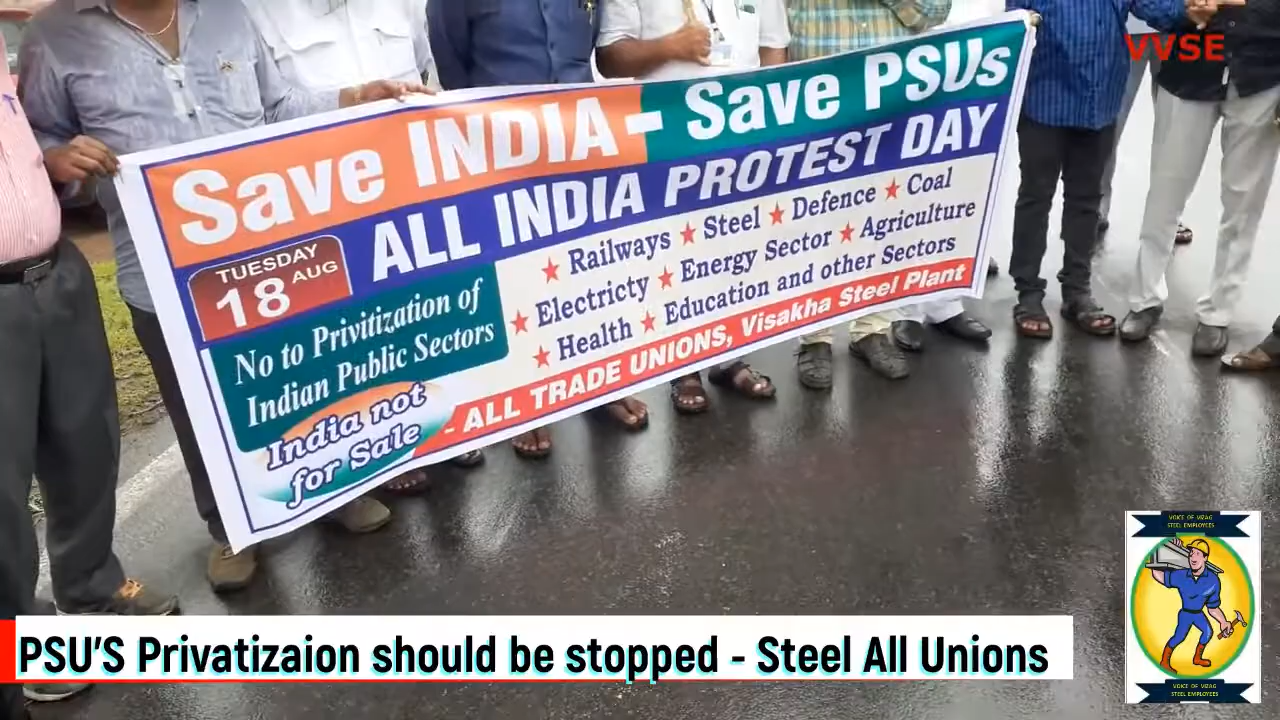 VVSE
Save INDIA - Save PSUs
ALL INDIA PROTEST DAY
TUESDAY
18 AUG
No to Privitization of
Indian Public Sectors
India not
for Sale
★ Railways ★ Steel ★ Defence ★ Coal
★ Electricty ★ Energy Sector ★ Agriculture
★ Health ★ Education and other Sectors
- ALL TRADE UNIONS, Visakha Steel Plant
VOICE OF VIZAG
STEEL EMPLOYEES
VOICE OF VIZAG
STEEL EMPLOYEES
PSU'S Privatizaion should be stopped - Steel All Unions